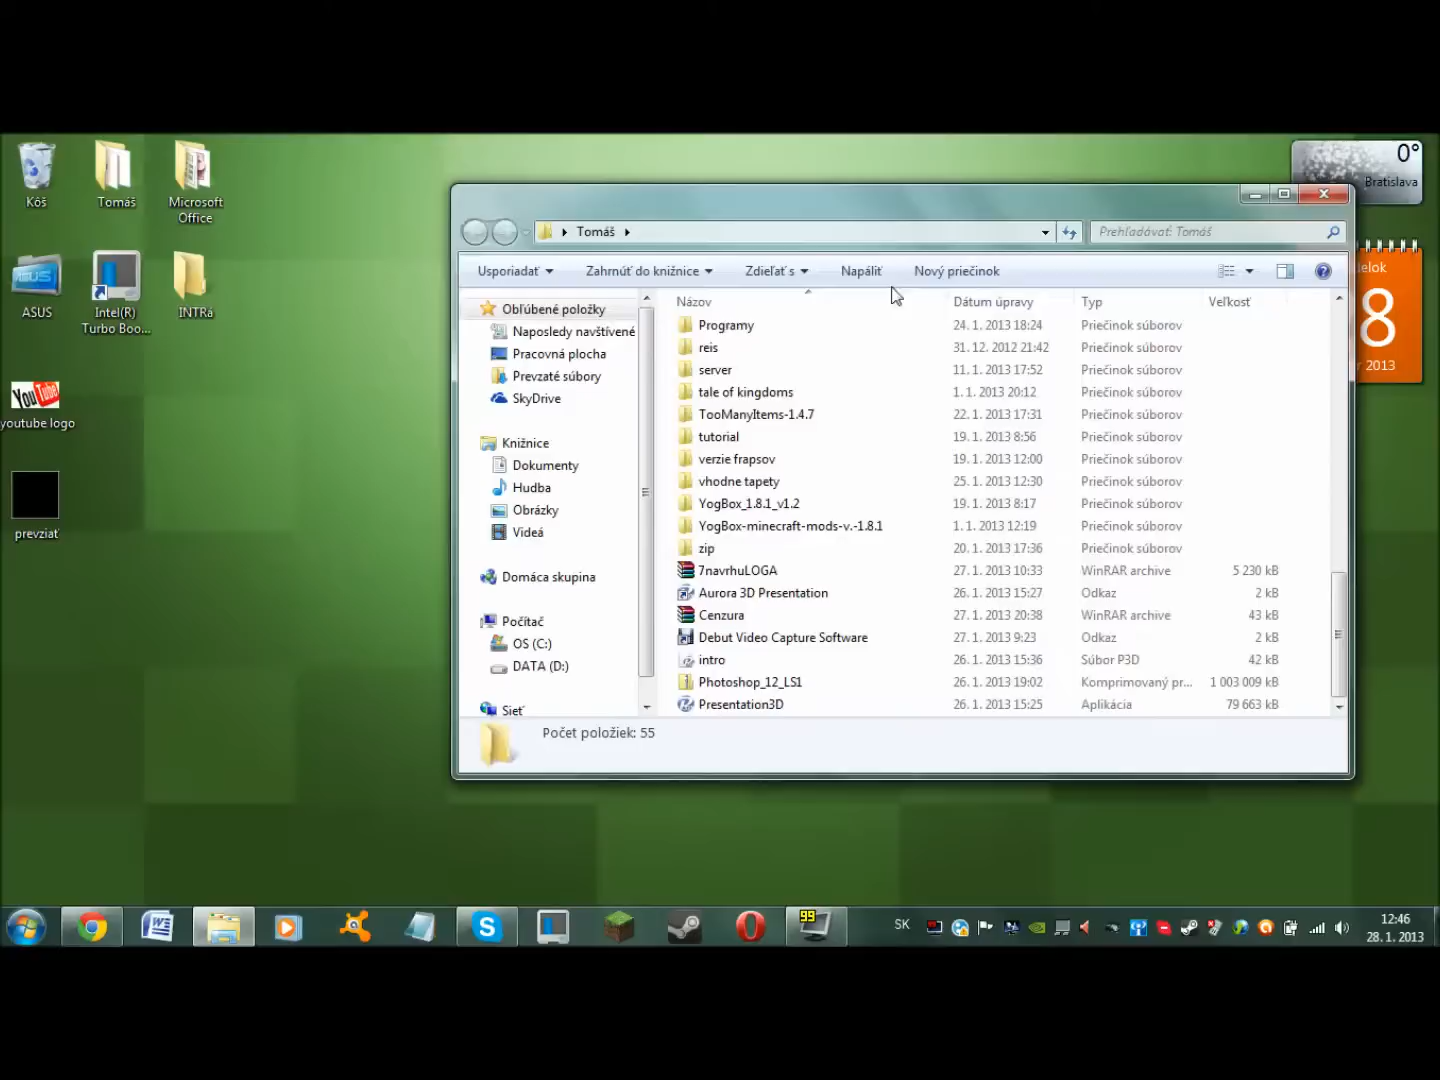 Kôš
Tomáš
Microsoft Office
ASUS
ASUS
Intel(R) Turbo Boo...
INTRá
You Tube
youtube logo
prevziať
0°
Bratislava
elok
8
r 2013
Tomáš
Prehľadávať: Tomáš
Usporiadať
Zahrnúť do knižnice
Zdieľať s
Napáliť
Nový priečinok
Obľúbené položky
Naposledy navštívené
Pracovná plocha
Prevzaté súbory
SkyDrive
Knižnice
Dokumenty
Hudba
Obrázky
Videá
Domáca skupina
Počítač
OS (C:)
DATA (D:)
Sieť
Názov Dátum úpravy Typ Veľkosť
Programy 24. 1. 2013 18:24 Priečinok súborov
reis 31. 12. 2012 21:42 Priečinok súborov
server 11. 1. 2013 17:52 Priečinok súborov
tale of kingdoms 1. 1. 2013 20:12 Priečinok súborov
TooManyItems-1.4.7 22. 1. 2013 17:31 Priečinok súborov
tutorial 19. 1. 2013 8:56 Priečinok súborov
verzie frapsov 19. 1. 2013 12:00 Priečinok súborov
vhodne tapety 25. 1. 2013 12:30 Priečinok súborov
YogBox_1.8.1_v1.2 19. 1. 2013 8:17 Priečinok súborov
YogBox-minecraft-mods-v.-1.8.1 1. 1. 2013 12:19 Priečinok súborov
zip 20. 1. 2013 17:36 Priečinok súborov
7navrhuLOGA 27. 1. 2013 10:33 WinRAR archive 5 230 kB
Aurora 3D Presentation 26. 1. 2013 15:27 Odkaz 2 kB
Cenzura 27. 1. 2013 20:38 WinRAR archive 43 kB
Debut Video Capture Software 27. 1. 2013 9:23 Odkaz 2 kB
intro 26. 1. 2013 15:36 Súbor P3D 42 kB
Photoshop_12_LS1 26. 1. 2013 19:02 Komprimovaný pr... 1 003 009 kB
Presentation3D 26. 1. 2013 15:25 Aplikácia 79 663 kB
Počet položiek: 55
99
SK
12:46
28. 1. 2013